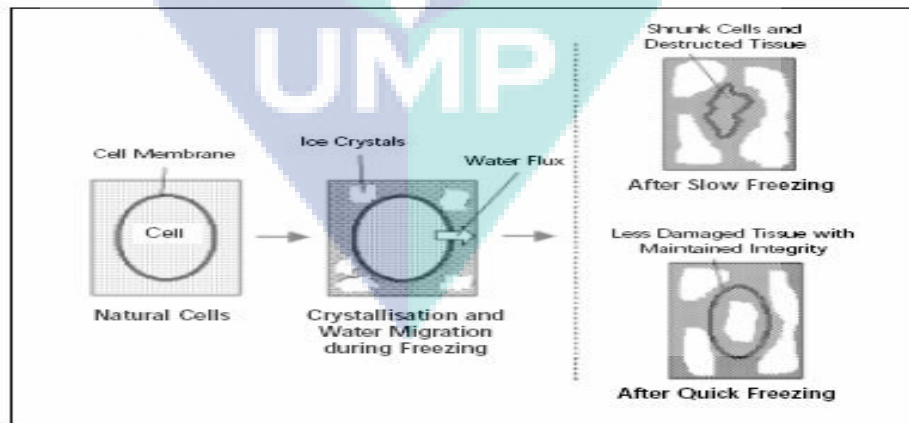 UMP
Shrunk Cells and
Destructed Tissue
Ice Crystals
Cell Membrane
Water Flux
Cell
After Slow Freezing
Less Damaged Tissue with
Maintained Integrity
Natural Cells
Crystallisation and
Water Migration
during Freezing
After Quick Freezing